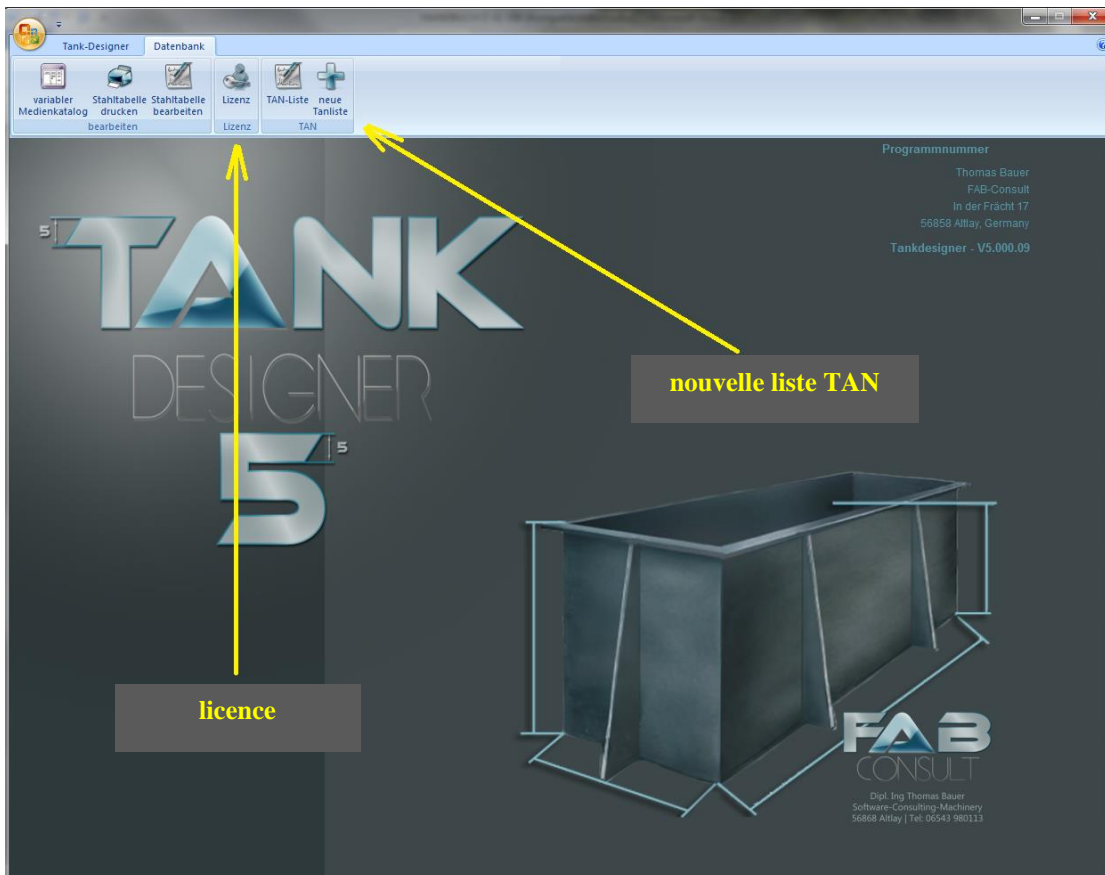 Tank-Designer Datenbank
variabler Medienkatalog
Stahltabelle drucken
Stahltabelle bearbeiten
Lizenz
TAN-Liste
neue Tanliste
bearbeiten
Lizenz
TAN
Programmnummer
Thomas Bauer
FAB-Consult
In der Frächt 17
56858 Altlay, Germany
Tankdesigner - V5.000.09
5
TANK
DESIGNER
5
5
nouvelle liste TAN
licence
FAB
CONSULT
Dipl. Ing Thomas Bauer
Software-Consulting-Machinery
56868 Altlay | Tel: 06543 980113